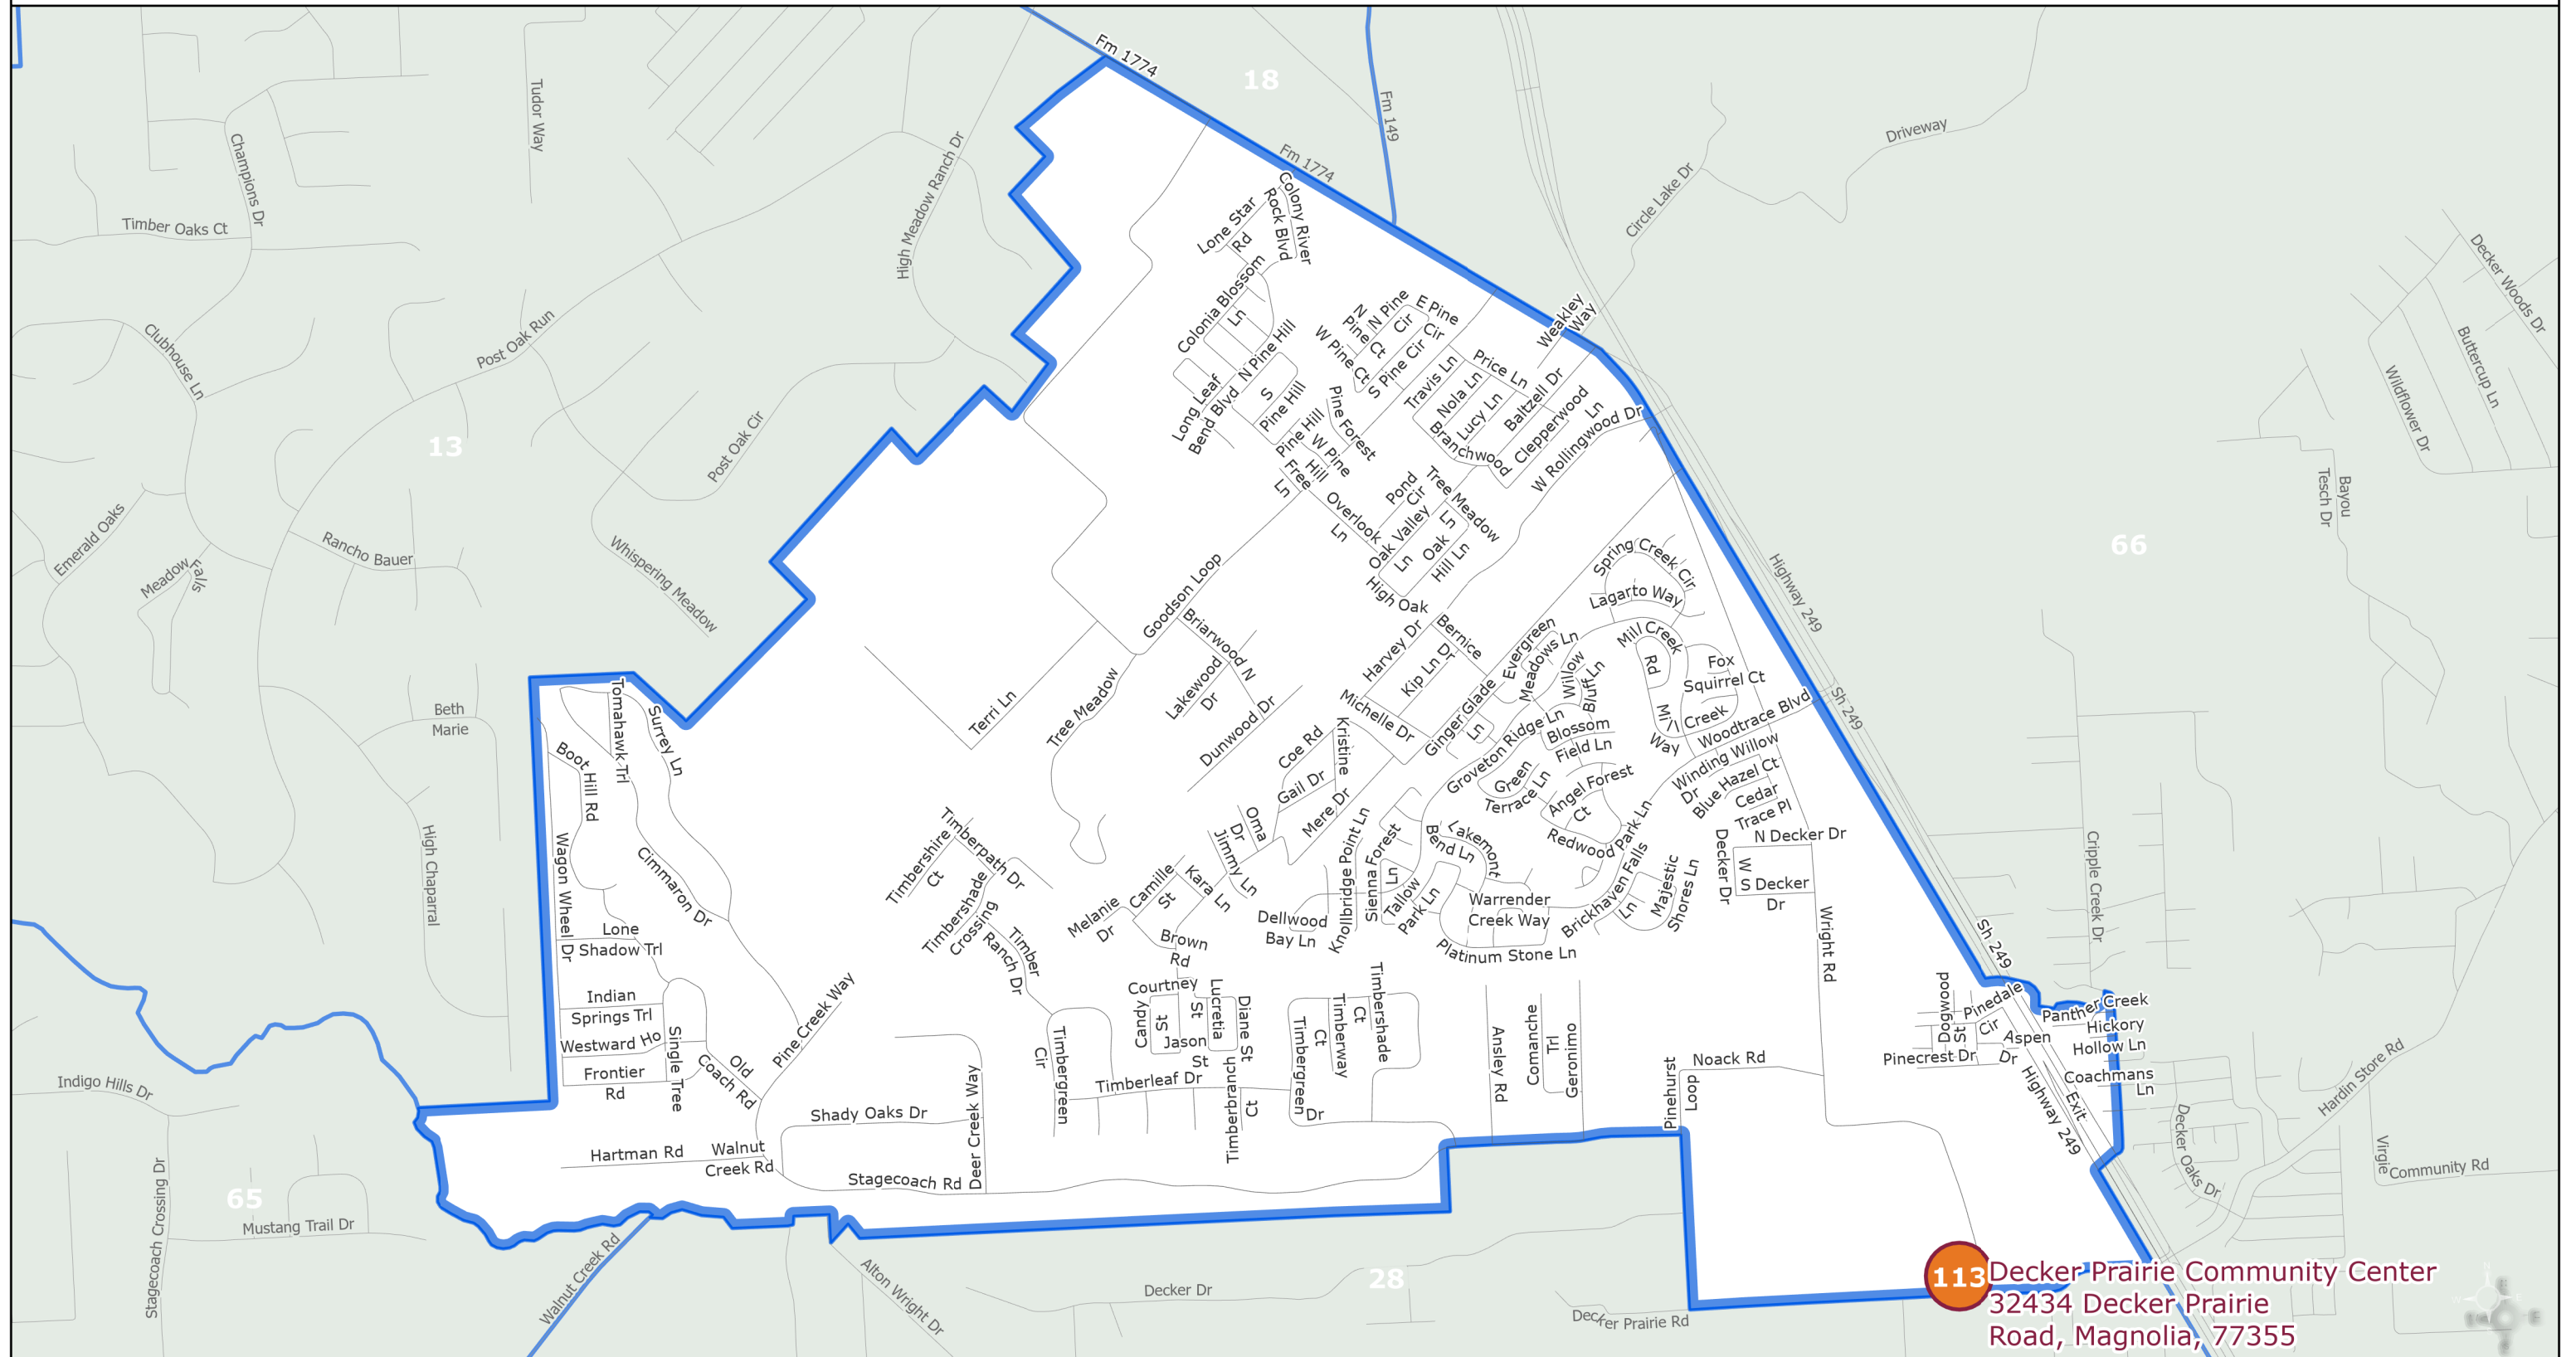 Fm 1774
18
Fm 149
Fm 1774
Driveway
Tudor Way
Champions Dr
High Meadow Ranch Dr
Circle Lake Dr
Timber Oaks Ct
Decker Woods Dr
Buttercup Ln
Wildflower Dr
Colony River
Rock Blvd
Lone Star
Rd
Colonia Blossom
Ln
N Pine Hill
Long Leaf
Bend Blvd
S
Pine Hill
Pine Hill
W Pine
Hill
Free
Ln
N
Pine Ct
N Pine
Cir
E Pine
Cir
W Pine Ct
S Pine Cir
Pine Forest
Weakley
Way
Price Ln
Travis Ln
Nola Ln
Lucy Ln
Baltzell Dr
Branchwood
Clepperwood
Ln
W Rollingwood Dr
Clubhouse Ln
Post Oak Run
13
Post Oak Cir
Emerald Oaks
Rancho Bauer
Meadow
Falls
Whispering Meadow
Beth
Marie
High Chaparral
66
Bayou
Tesch Dr
Highway 249
Sh 249
Pond
Cir
Tree Meadow
Ln
Overlook
Ln
Oak Valley
Ln
Oak
Hill Ln
High Oak
Goodson Loop
Briarwood N
Lakewood
Dr
Dunwood Dr
Terri Ln
Tree Meadow
Harvey Dr
Bernice
Dr
Kip Ln
Michelle Dr
Ginger Glade
Ln
Evergreen
Meadows Ln
Spring Creek Cir
Lagarto Way
Mill Creek
Rd
Willow
Bluff Ln
Fox
Squirrel Ct
Mill Creek
Way
Woodtrace Blvd
Winding Willow
Dr
Blue Hazel Ct
Cedar
Trace Pl
Groveton Ridge Ln
Blossom
Field Ln
Green
Terrace Ln
Angel Forest
Ct
Redwood
Park Ln
N Decker Dr
Decker Dr
W
S Decker
Dr
Coe Rd
Kristine
Gail Dr
Mere Dr
Oma
Dr
Jimmy Ln
Knollbridge Point Ln
Sienna Forest
Ln
Lakemont
Bend Ln
Tallow
Park Ln
Warrender
Creek Way
Platinum Stone Ln
Brickhaven Falls
Ln
Majestic
Shores Ln
Wright Rd
Dellwood
Bay Ln
Tomahawk Trl
Surrey Ln
Boot Hill Rd
Wagon Wheel Dr
Cimmaron Dr
Lone
Shadow Trl
Indian
Springs Trl
Westward Ho
Frontier
Rd
Single Tree
Old
Coach Rd
Pine Creek Way
Timberpath Dr
Timbershire
Ct
Timbershade
Crossing
Timber
Ranch Dr
Melanie
Dr
Camille
St
Kara
Ln
Brown
Rd
Courtney
St
Candy
St
Lucretia
Diane St
Jason
St
Timbergreen
Cir
Timberleaf Dr
Timberbranch
Ct
Timbergreen
Dr
Ct
Timberway
Ct
Timbershade
Ansley Rd
Comanche
Trl
Geronimo
Pinehurst
Loop
Noack Rd
Sh 249
Dogwood
St
Pinedale
Cir
Pinecrest Dr
Aspen
Dr
Panther Creek
Hickory
Hollow Ln
Coachmans
Ln
Exit
Highway 249
Cripple Creek Dr
Hardin Store Rd
Decker Oaks Dr
Virgie
Community Rd
Indigo Hills Dr
Stagecoach Crossing Dr
65
Mustang Trail Dr
Hartman Rd
Walnut
Creek Rd
Shady Oaks Dr
Deer Creek Way
Stagecoach Rd
Walnut Creek Rd
Alton Wright Dr
Decker Dr
28
Decker Prairie Rd
113
Decker Prairie Community Center
32434 Decker Prairie
Road, Magnolia, 77355